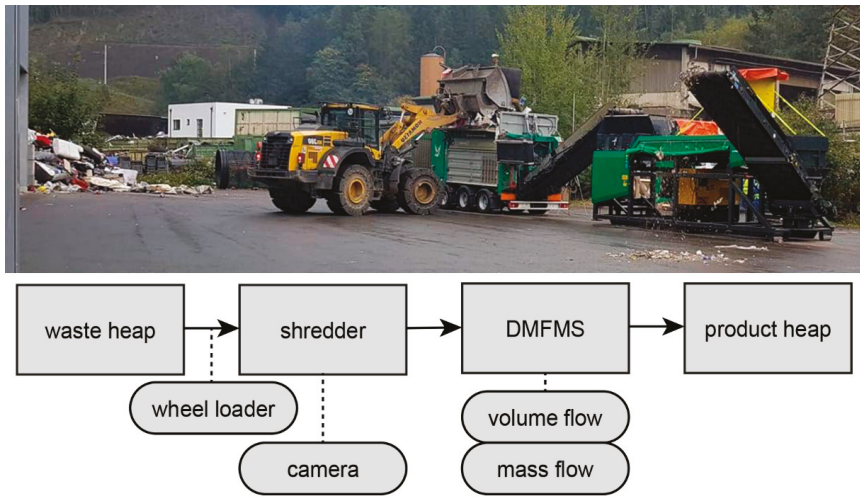 waste heap
shredder
DMFMS
product heap
wheel loader
volume flow
camera
mass flow